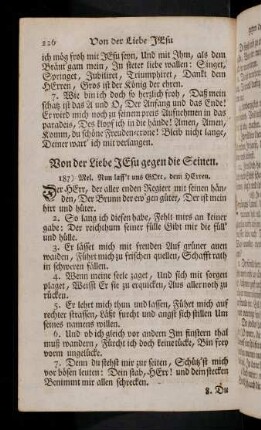 226 Von der Liebe JEsu
ich mög froh mit JEsu seyn, Und mit Jhm, als dem
Bräut'gam mein, Jn steter liebe wallen: Singet,
Springet, Jubiliret, Triumphiret, Danckt dem
HErren, Gros ist der König der ehren.
7. Wie bin ich doch so hertzlich froh, Daß mein
schatz ist das A und O, Der Anfang und das Ende!
Er wird mich noch zu seinem preis Aufnehmen in das
paradeis, Des klopf ich in die hände! Amen, Amen,
Komm, du schöne Freuden-crone! Bleib nicht lange,
Deiner wart' ich mit verlangen.
Von der Liebe JEsu gegen die Seinen.
187) Mel. Nun lasst uns GOtt, dem HErren.
Der HErr, der aller enden Regiert mit seinen hän-
den, Der Brunn der ew'gen güter, Der ist mein
hirt und hüter.
2. So lang ich diesen habe, Fehlt mirs an keiner
gabe: Der reichthum seiner fülle Gibt mir die füll'
und hülle.
3. Er lässet mich mit freuden Auf grüner auen
waiden, Führt mich zu frischen quellen, Schafft rath
in schweren fällen.
4. Wenn meine seele zaget, Und sich mit sorgen
plaget, Weiß Er sie zu erquicken, Aus aller noth zu
rücken.
5. Er lehrt mich thun und lassen, Führt mich auf
rechter strassen, Läßt furcht und angst sich stillen Um
seines namens willen.
6. Und ob ich gleich vor andern Jm finstern thal
muß wandern, Fürcht ich doch keine tücke, Bin frey
vorm ungelücke.
7. Denn du stehst mir zur seiten, Schütz'st mich
vor bösen leuten: Dein stab, HErr! und dein stecken
Benimmt mir allen schrecken.
8. Du